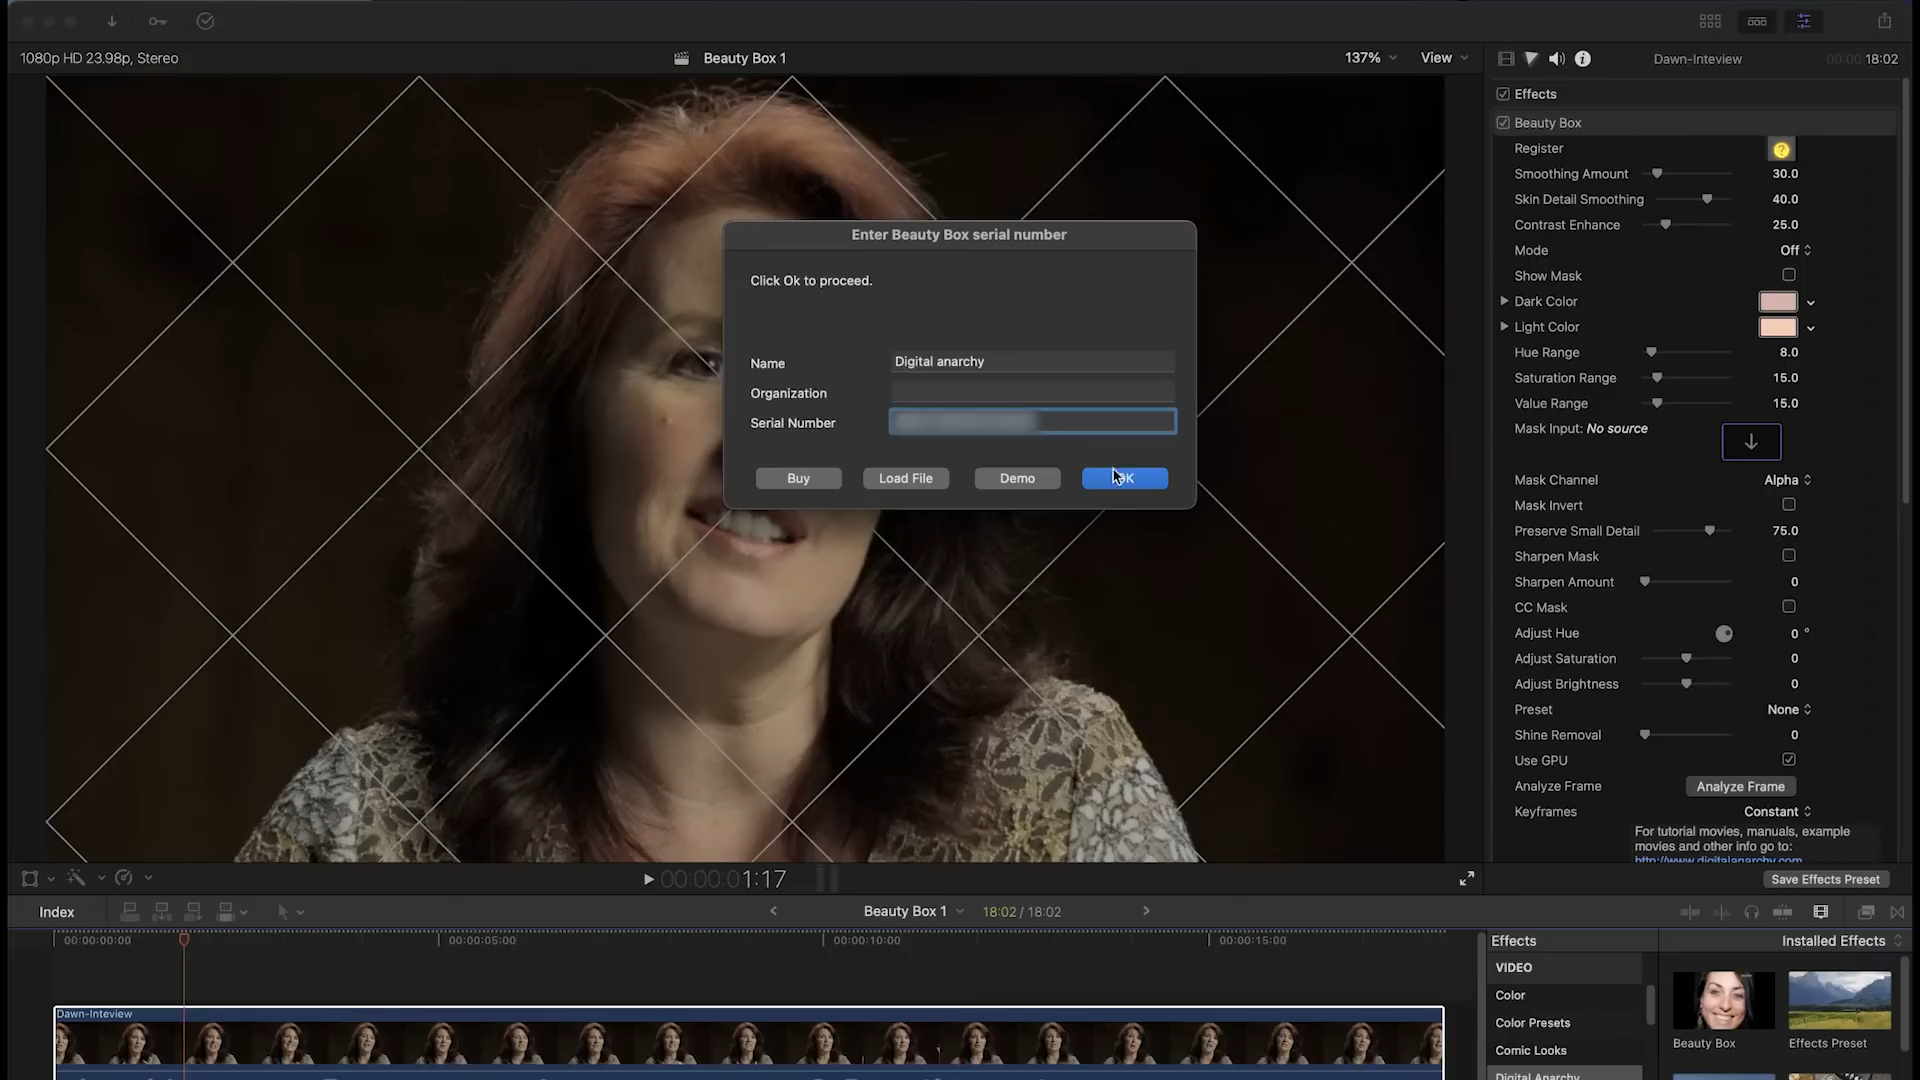 1080p HD 23.98p, Stereo
Beauty Box 1
137%
View
Dawn-Inteview
00:00:18:02
Effects
Beauty Box
Register
Smoothing Amount 30.0
Skin Detail Smoothing 40.0
Contrast Enhance 25.0
Mode Off
Show Mask
Dark Color
Light Color
Hue Range 8.0
Saturation Range 15.0
Value Range 15.0
Mask Input: No source
Mask Channel Alpha
Mask Invert
Preserve Small Detail 75.0
Sharpen Mask
Sharpen Amount 0
CC Mask
Adjust Hue 0 °
Adjust Saturation 0
Adjust Brightness 0
Preset None
Shine Removal 0
Use GPU
Analyze Frame Analyze Frame
Keyframes Constant
For tutorial movies, manuals, example
movies and other info go to:
http://www.digitalanarchy.com
Save Effects Preset
Enter Beauty Box serial number
Click Ok to proceed.
Name Digital anarchy
Organization
Serial Number
Buy Load File Demo OK
00:00:01:17
Index
Beauty Box 1
18:02 / 18:02
00:00:00:00 00:00:05:00 00:00:10:00 00:00:15:00
Dawn-Inteview
Effects
Installed Effects
VIDEO
Color
Color Presets
Comic Looks
Digital Anarchy
Beauty Box
Effects Preset